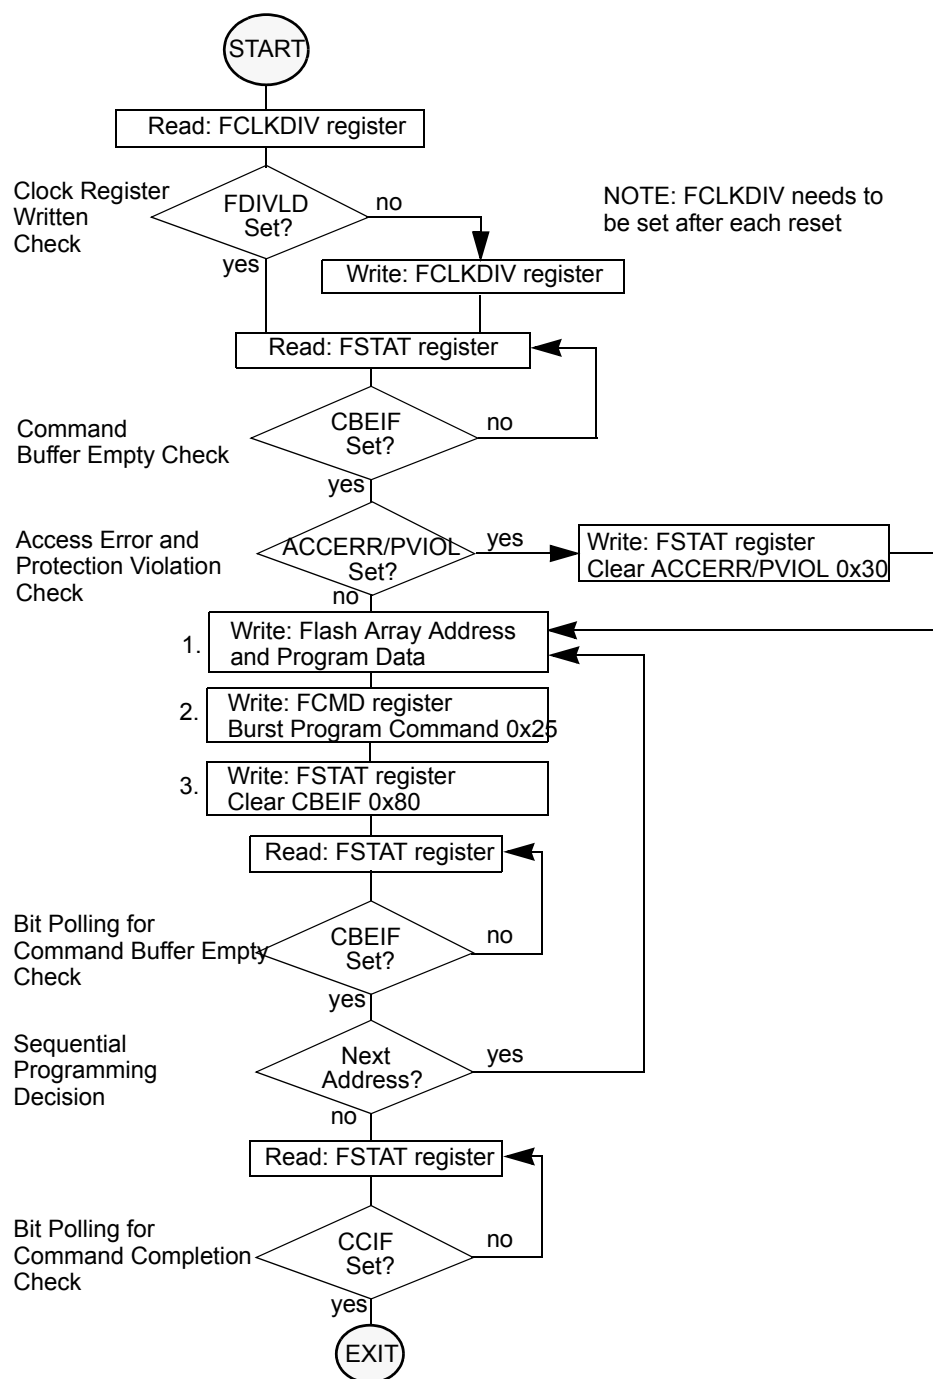 START
Read: FCLKDIV register
Clock Register
Written
Check
FDIVLD
Set?
no
yes
NOTE: FCLKDIV needs to
be set after each reset
Write: FCLKDIV register
Read: FSTAT register
Command
Buffer Empty Check
CBEIF
Set?
no
yes
Access Error and
Protection Violation
Check
ACCERR/PVIOL
Set?
yes
no
Write: FSTAT register
Clear ACCERR/PVIOL 0x30
1.
Write: Flash Array Address
and Program Data
2.
Write: FCMD register
Burst Program Command 0x25
3.
Write: FSTAT register
Clear CBEIF 0x80
Read: FSTAT register
Bit Polling for
Command Buffer Empty
Check
CBEIF
Set?
no
yes
Sequential
Programming
Decision
Next
Address?
yes
no
Read: FSTAT register
Bit Polling for
Command Completion
Check
CCIF
Set?
no
yes
EXIT